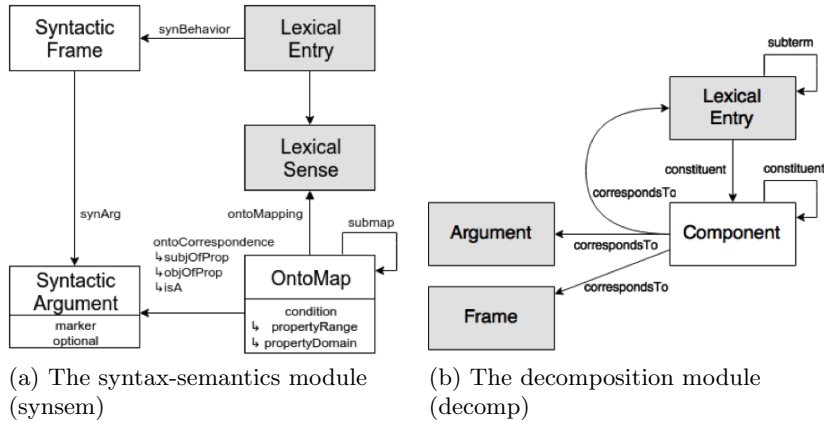 Syntactic
Frame
synBehavior
Lexical
Entry
Lexical
Sense
synArg
ontoMapping
submap
ontoCorrespondence
↳subjOfProp
↳objOfProp
↳isA
Syntactic
Argument
marker
optional
OntoMap
condition
↳ propertyRange
↳ propertyDomain
(a) The syntax-semantics module
(synsem)
subterm
Lexical
Entry
constituent
constituent
correspondsTo
Argument
Component
correspondsTo
correspondsTo
Frame
(b) The decomposition module
(decomp)